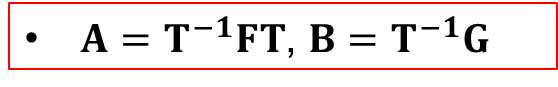 • A = T⁻¹FT, B = T⁻¹G